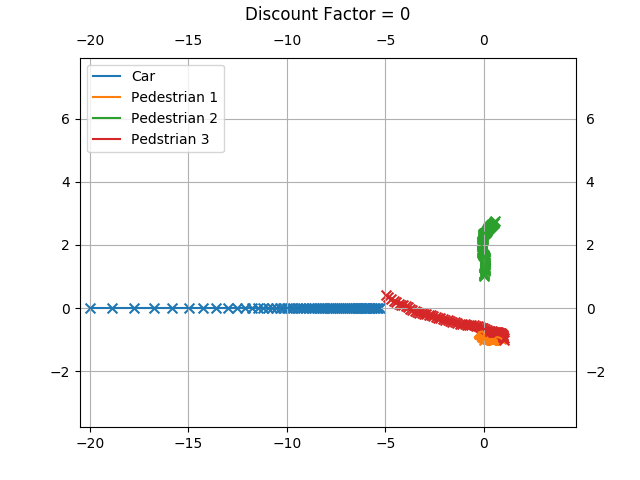 Discount Factor = 0
−20 −15 −10 −5 0
Car
Pedestrian 1
Pedestrian 2
Pedstrian 3
6 6
4 4
2 2
0 0
−2 −2
−20 −15 −10 −5 0